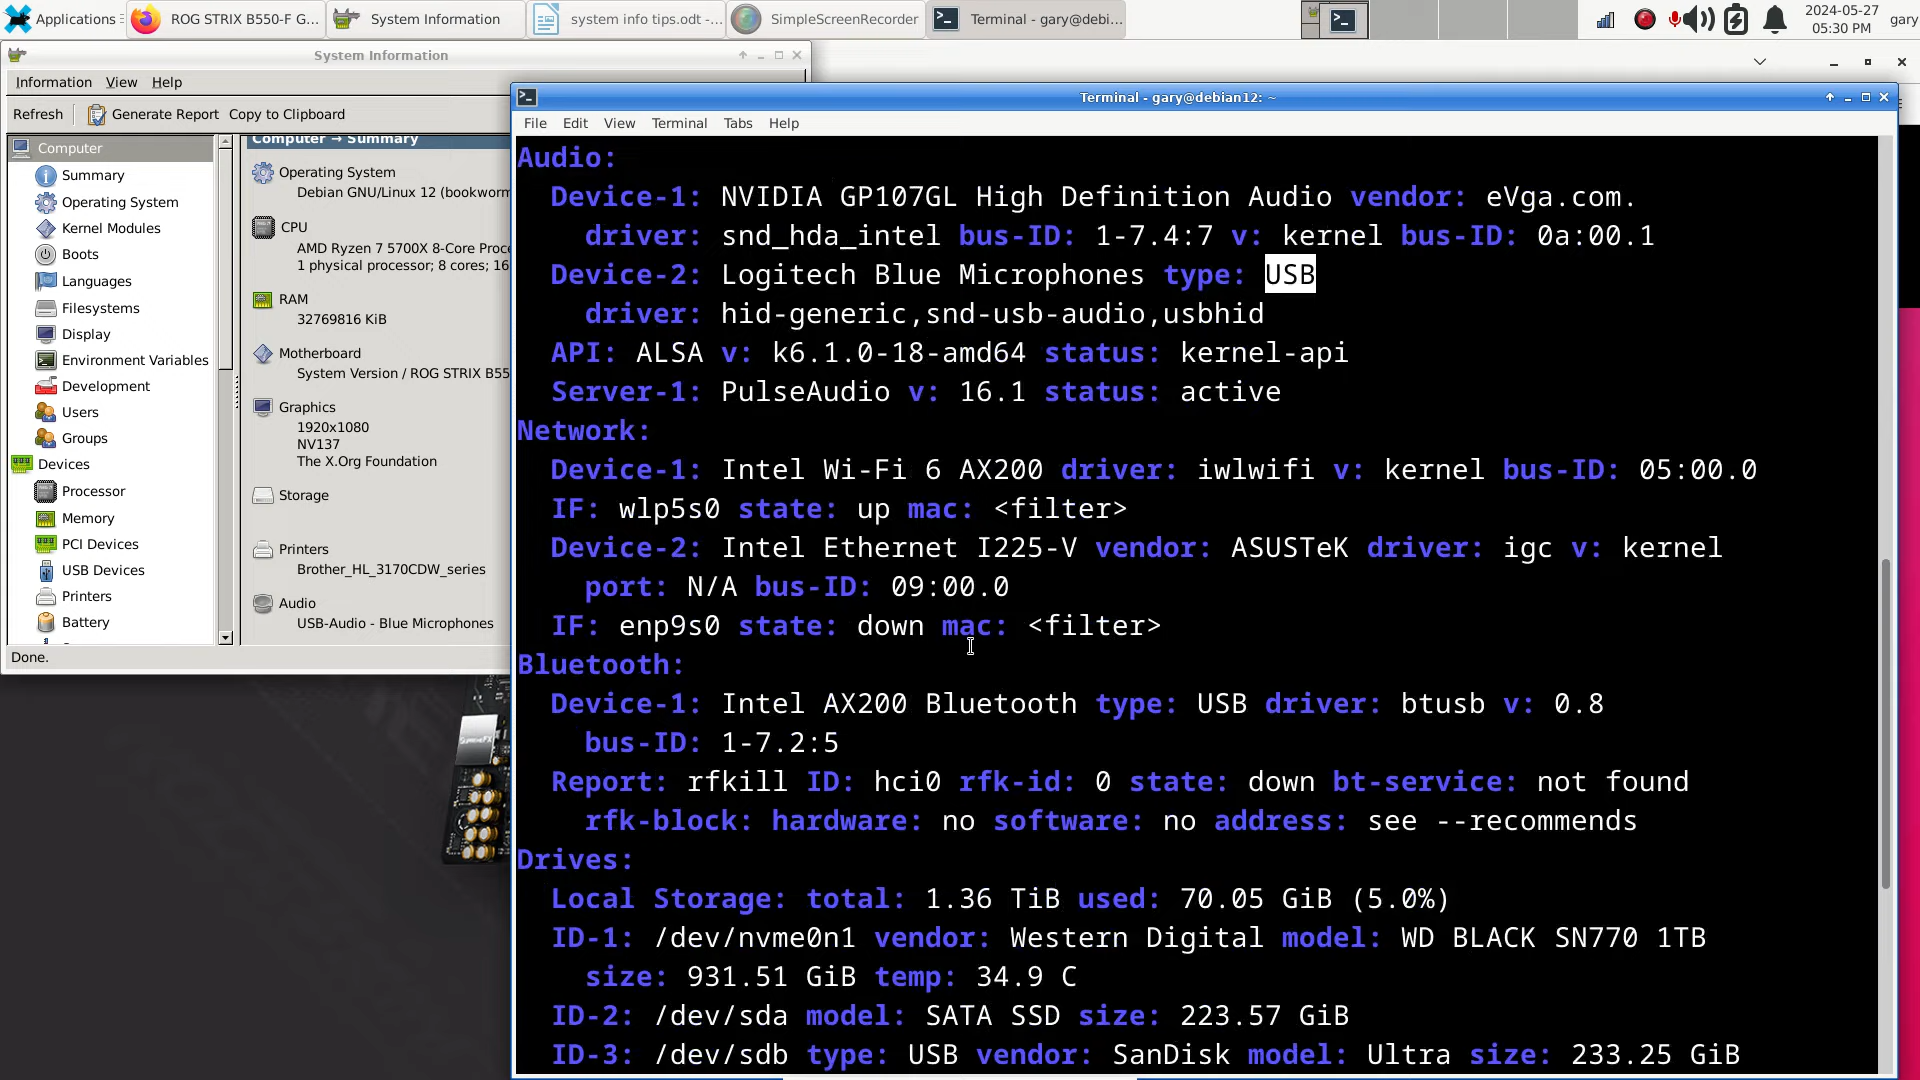 Applications
ROG STRIX B550-F G...
System Information
system info tips.odt -...
SimpleScreenRecorder
Terminal - gary@debi...
2024-05-27
05:30 PM
gary
System Information
Information View Help
Refresh Generate Report Copy to Clipboard
Computer
Summary
Operating System
Kernel Modules
Boots
Languages
Filesystems
Display
Environment Variables
Development
Users
Groups
Devices
Processor
Memory
PCI Devices
USB Devices
Printers
Battery
Done.
Computer → Summary
Operating System
Debian GNU/Linux 12 (bookworm
CPU
AMD Ryzen 7 5700X 8-Core Proce
1 physical processor; 8 cores; 16
RAM
32769816 KiB
Motherboard
System Version / ROG STRIX B55
Graphics
1920x1080
NV137
The X.Org Foundation
Storage
Printers
Brother_HL_3170CDW_series
Audio
USB-Audio - Blue Microphones
SUPREMEFX
Terminal - gary@debian12: ~
File Edit View Terminal Tabs Help
Audio:
Device-1: NVIDIA GP107GL High Definition Audio vendor: eVga.com.
driver: snd_hda_intel bus-ID: 1-7.4:7 v: kernel bus-ID: 0a:00.1
Device-2: Logitech Blue Microphones type: USB
driver: hid-generic,snd-usb-audio,usbhid
API: ALSA v: k6.1.0-18-amd64 status: kernel-api
Server-1: PulseAudio v: 16.1 status: active
Network:
Device-1: Intel Wi-Fi 6 AX200 driver: iwlwifi v: kernel bus-ID: 05:00.0
IF: wlp5s0 state: up mac: <filter>
Device-2: Intel Ethernet I225-V vendor: ASUSTeK driver: igc v: kernel
port: N/A bus-ID: 09:00.0
IF: enp9s0 state: down mac: <filter>
Bluetooth:
Device-1: Intel AX200 Bluetooth type: USB driver: btusb v: 0.8
bus-ID: 1-7.2:5
Report: rfkill ID: hci0 rfk-id: 0 state: down bt-service: not found
rfk-block: hardware: no software: no address: see --recommends
Drives:
Local Storage: total: 1.36 TiB used: 70.05 GiB (5.0%)
ID-1: /dev/nvme0n1 vendor: Western Digital model: WD BLACK SN770 1TB
size: 931.51 GiB temp: 34.9 C
ID-2: /dev/sda model: SATA SSD size: 223.57 GiB
ID-3: /dev/sdb type: USB vendor: SanDisk model: Ultra size: 233.25 GiB